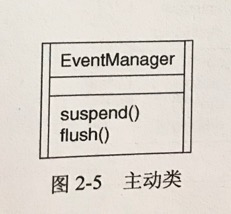 EventManager
suspend()
flush()
图 2-5 主动类